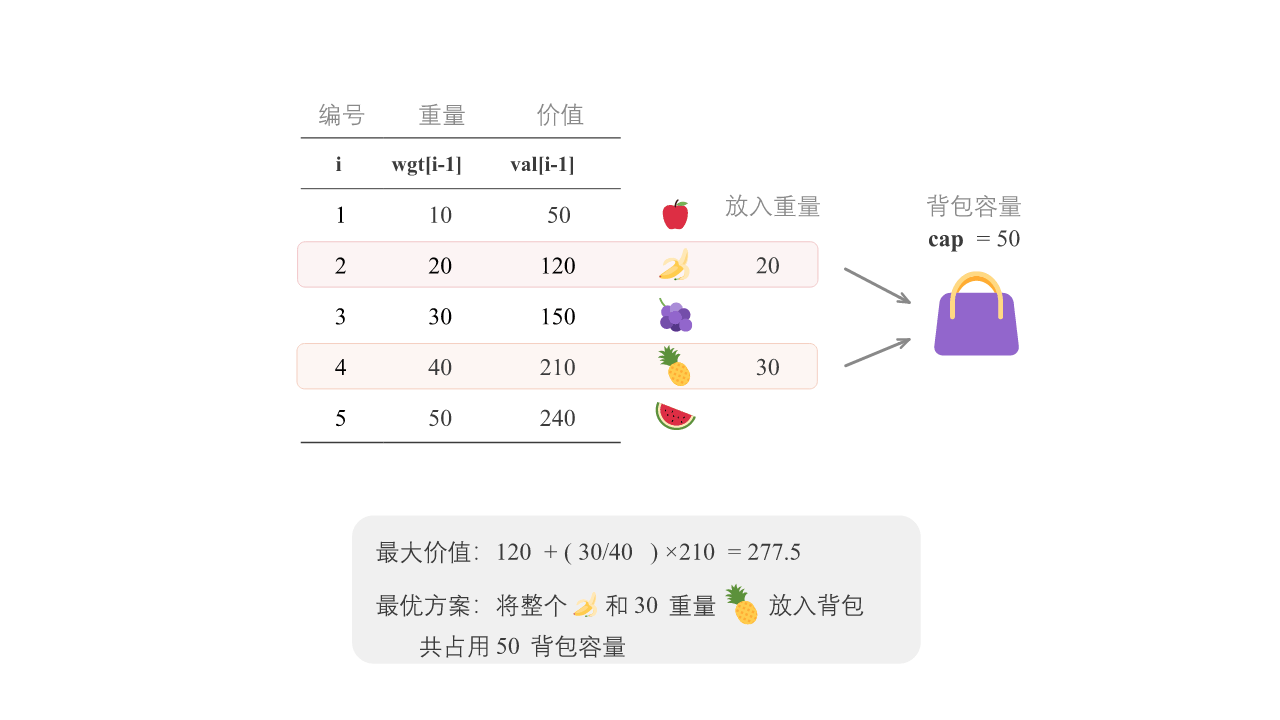 编号 重量 价值
i wgt[i-1] val[i-1]
放入重量 背包容量
1 10 50
cap = 50
2 20 120 20
3 30 150
4 40 210 30
5 50 240
最大价值：120 + ( 30/40 ) ×210 = 277.5
最优方案：将整个 和 30 重量 放入背包
共占用 50 背包容量